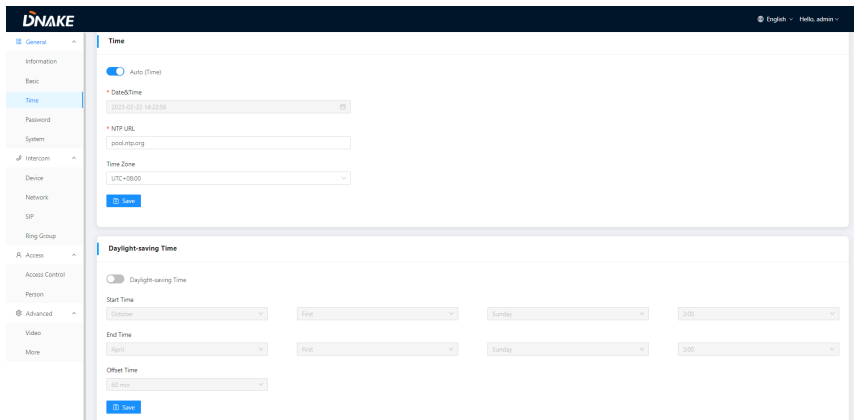 DNAKE
English
Hello, admin
General
Information
Basic
Time
Password
System
Intercom
Device
Network
SIP
Ring Group
Access
Access Control
Person
Advanced
Video
More
Time
Auto (Time)
* Date&Time
2023-02-22 14:22:56
* NTP URL
pool.ntp.org
Time Zone
UTC+08:00
Save
Daylight-saving Time
Daylight-saving Time
Start Time
October First Sunday 2:00
End Time
April First Sunday 3:00
Offset Time
60 min
Save